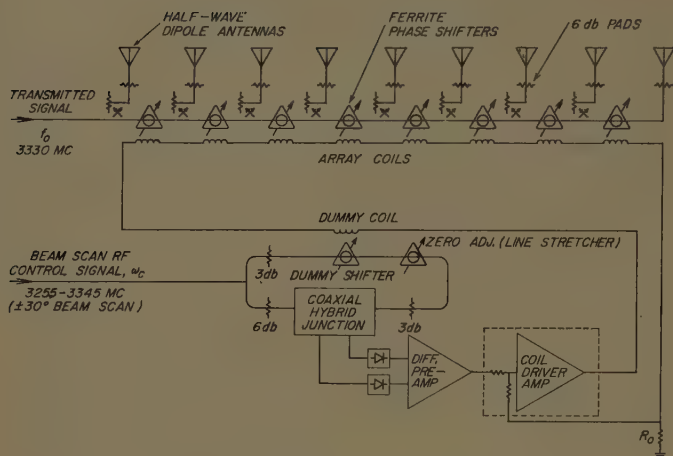 HALF-WAVE
DIPOLE ANTENNAS
FERRITE
PHASE SHIFTERS
6 db PADS
TRANSMITTED
SIGNAL
f₀
3330 MC
ARRAY COILS
DUMMY COIL
BEAM SCAN RF
CONTROL SIGNAL, ωc
3255-3345 MC
(±30° BEAM SCAN)
3db
DUMMY SHIFTER
ZERO ADJ. (LINE STRETCHER)
6db
COAXIAL
HYBRID
JUNCTION
3db
DIFF.
PRE-
AMP
COIL
DRIVER
AMP
R₀